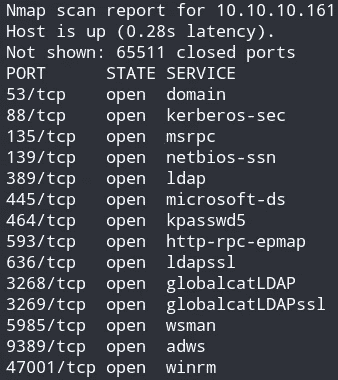 Nmap scan report for 10.10.10.161
Host is up (0.28s latency).
Not shown: 65511 closed ports
PORT      STATE SERVICE
53/tcp    open  domain
88/tcp    open  kerberos-sec
135/tcp   open  msrpc
139/tcp   open  netbios-ssn
389/tcp   open  ldap
445/tcp   open  microsoft-ds
464/tcp   open  kpasswd5
593/tcp   open  http-rpc-epmap
636/tcp   open  ldapssl
3268/tcp  open  globalcatLDAP
3269/tcp  open  globalcatLDAPssl
5985/tcp  open  wsman
9389/tcp  open  adws
47001/tcp open  winrm